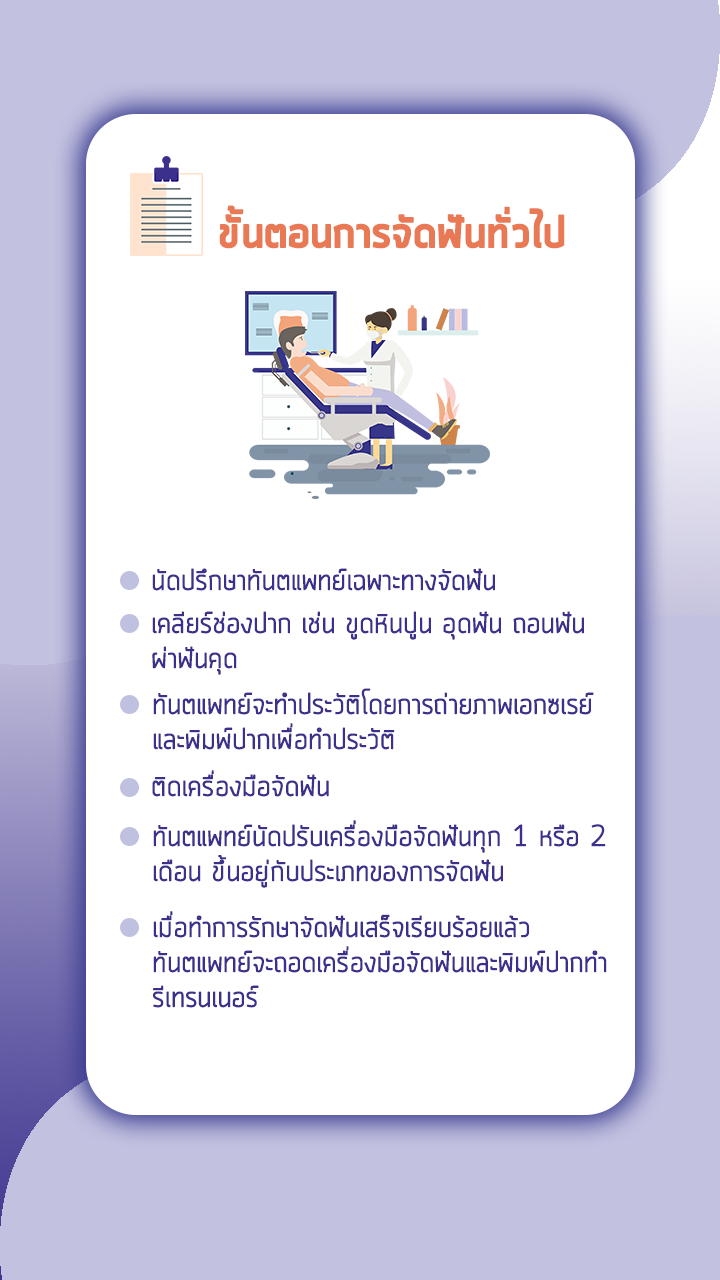 ขั้นตอนการจัดฟันทั่วไป
นัดปรึกษาทันตแพทย์เฉพาะทางจัดฟัน
เคลียร์ช่องปาก เช่น ขูดหินปูน อุดฟัน ถอนฟัน
ผ่าฟันคุด
ทันตแพทย์จะทำประวัติโดยการถ่ายภาพเอกซเรย์
และพิมพ์ปากเพื่อทำประวัติ
ติดเครื่องมือจัดฟัน
ทันตแพทย์นัดปรับเครื่องมือจัดฟันทุก 1 หรือ 2
เดือน ขึ้นอยู่กับประเภทของการจัดฟัน
เมื่อทำการรักษาจัดฟันเสร็จเรียบร้อยแล้ว
ทันตแพทย์จะถอดเครื่องมือจัดฟันและพิมพ์ปากทำ
รีเทรนเนอร์